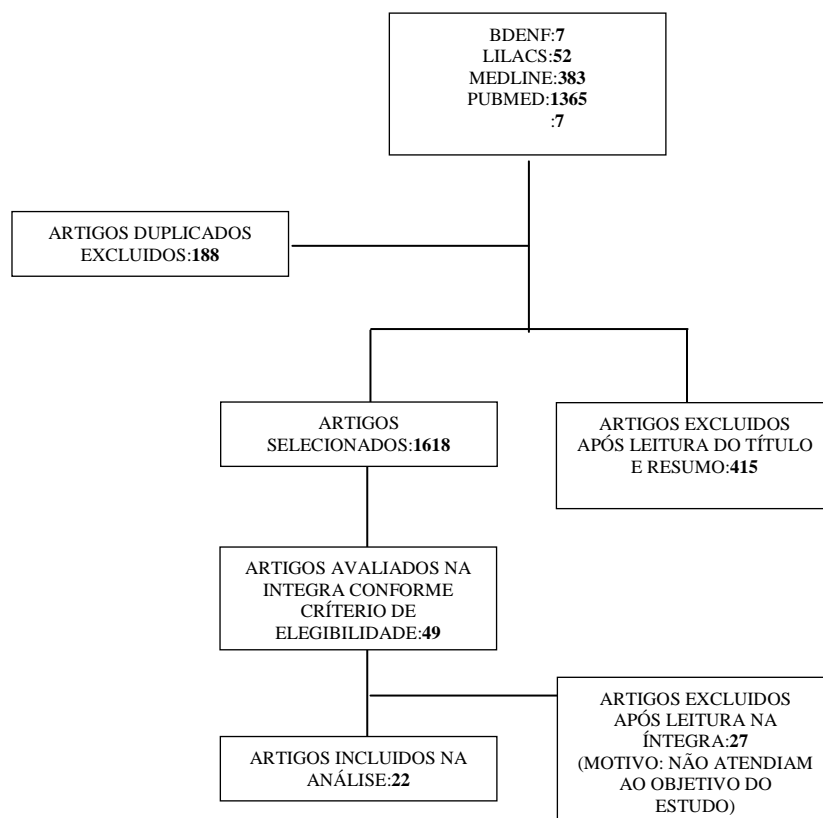 BDENF:7
LILACS:52
MEDLINE:383
PUBMED:1365
:7
ARTIGOS DUPLICADOS
EXCLUIDOS:188
ARTIGOS
SELECIONADOS:1618
ARTIGOS EXCLUIDOS
APÓS LEITURA DO TÍTULO
E RESUMO:415
ARTIGOS AVALIADOS NA
INTEGRA CONFORME
CRÍTERIO DE
ELEGIBILIDADE:49
ARTIGOS EXCLUIDOS
APÓS LEITURA NA
ÍNTEGRA:27
(MOTIVO: NÃO ATENDIAM
AO OBJETIVO DO
ESTUDO)
ARTIGOS INCLUIDOS NA
ANÁLISE:22